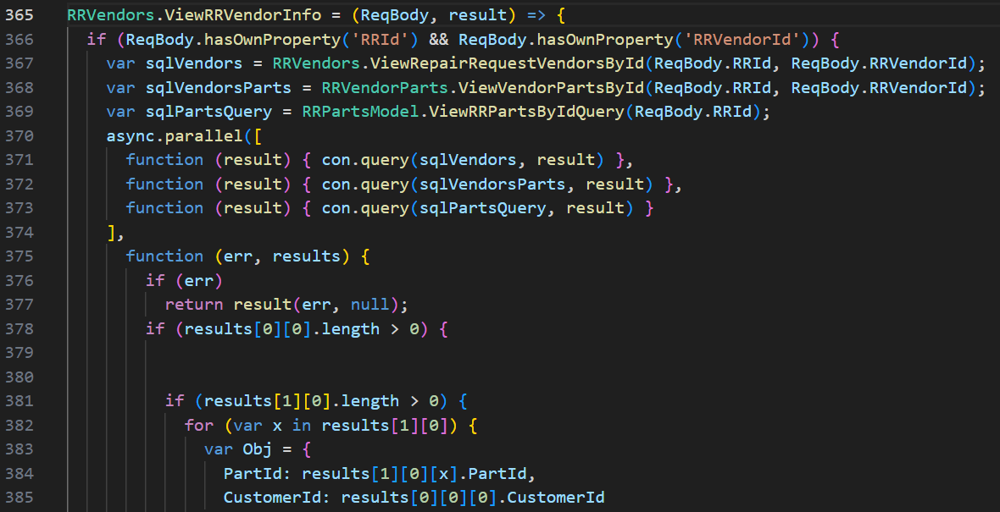 365 RRVendors.ViewRRVendorInfo = (ReqBody, result) => {
366 if (ReqBody.hasOwnProperty('RRId') && ReqBody.hasOwnProperty('RRVendorId')) {
367 var sqlVendors = RRVendors.ViewRepairRequestVendorsById(ReqBody.RRId, ReqBody.RRVendorId);
368 var sqlVendorsParts = RRVendorParts.ViewVendorPartsById(ReqBody.RRId, ReqBody.RRVendorId);
369 var sqlPartsQuery = RRPartsModel.ViewRRPartsByIdQuery(ReqBody.RRId);
370 async.parallel([
371 function (result) { con.query(sqlVendors, result) },
372 function (result) { con.query(sqlVendorsParts, result) },
373 function (result) { con.query(sqlPartsQuery, result) }
374 ],
375 function (err, results) {
376 if (err)
377 return result(err, null);
378 if (results[0][0].length > 0) {
379
380
381 if (results[1][0].length > 0) {
382 for (var x in results[1][0]) {
383 var Obj = {
384 PartId: results[1][0][x].PartId,
385 CustomerId: results[0][0][0].CustomerId